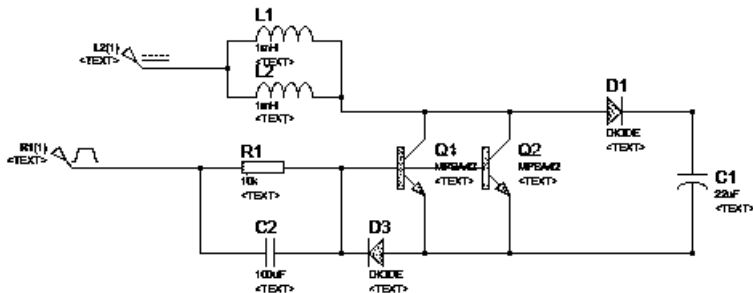 L1
L2(1)
<TEXT>
1mH
<TEXT>
L2
1mH
<TEXT>
D1
DIODE
<TEXT>
R1(1)
<TEXT>
R1
10k
<TEXT>
Q1
MPSA42
<TEXT>
Q2
MPSA42
<TEXT>
C1
22uF
<TEXT>
C2
100uF
<TEXT>
D3
DIODE
<TEXT>